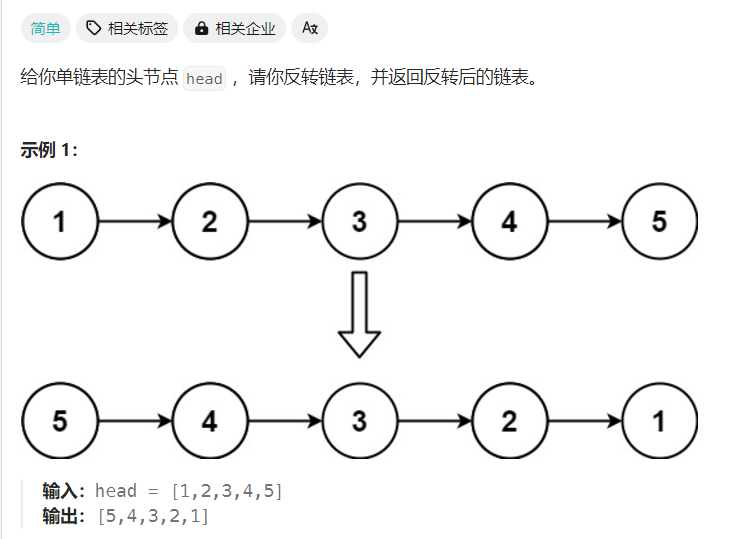 简单 相关标签 相关企业 A文
给你单链表的头节点 head ，请你反转链表，并返回反转后的链表。
示例 1：
1 2 3 4 5
5 4 3 2 1
输入：head = [1,2,3,4,5]
输出：[5,4,3,2,1]